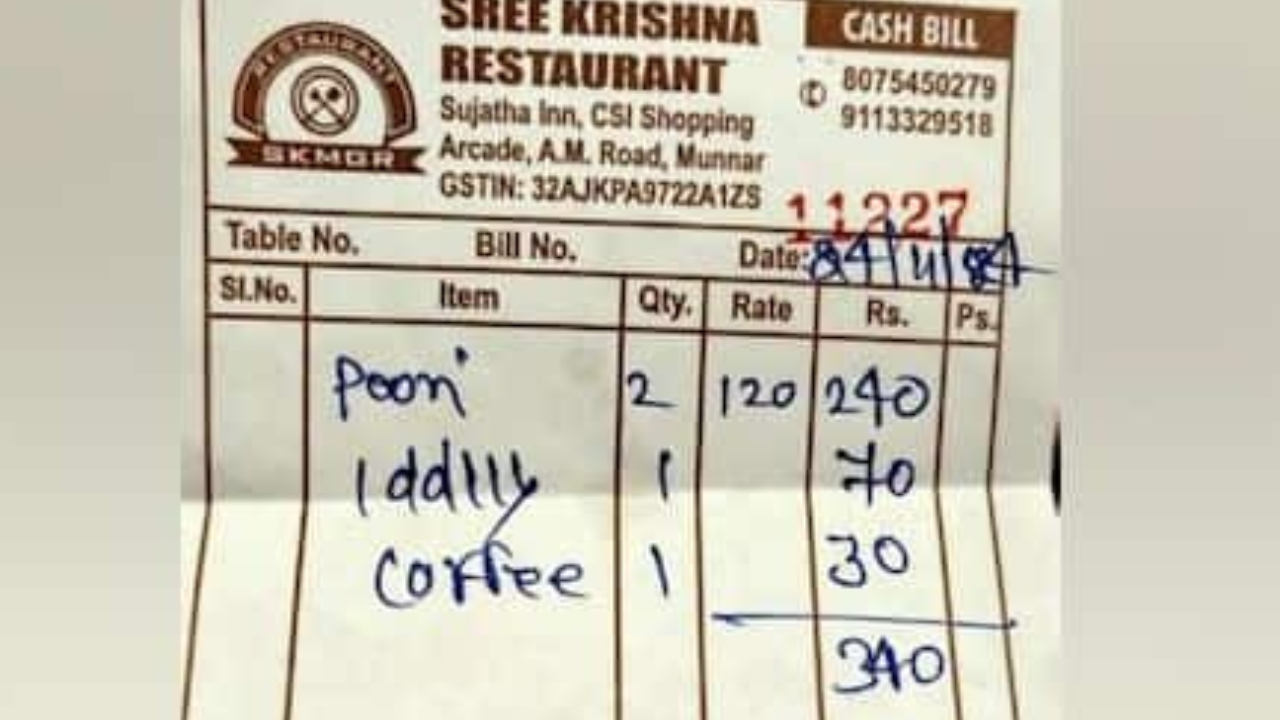 SREE KRISHNA
RESTAURANT
CASH BILL
RESTAURANT
SKMGR
Sujatha Inn, CSI Shopping
Arcade, A.M. Road, Munnar
GSTIN: 32AJKPA9722A1ZS
8075450279
9113329518
11227
Table No. Bill No. Date:
Sl.No. Item Qty. Rate Rs. Ps.
Poori 2 120 240
Iddlly 1 70
Coffee 1 30
340